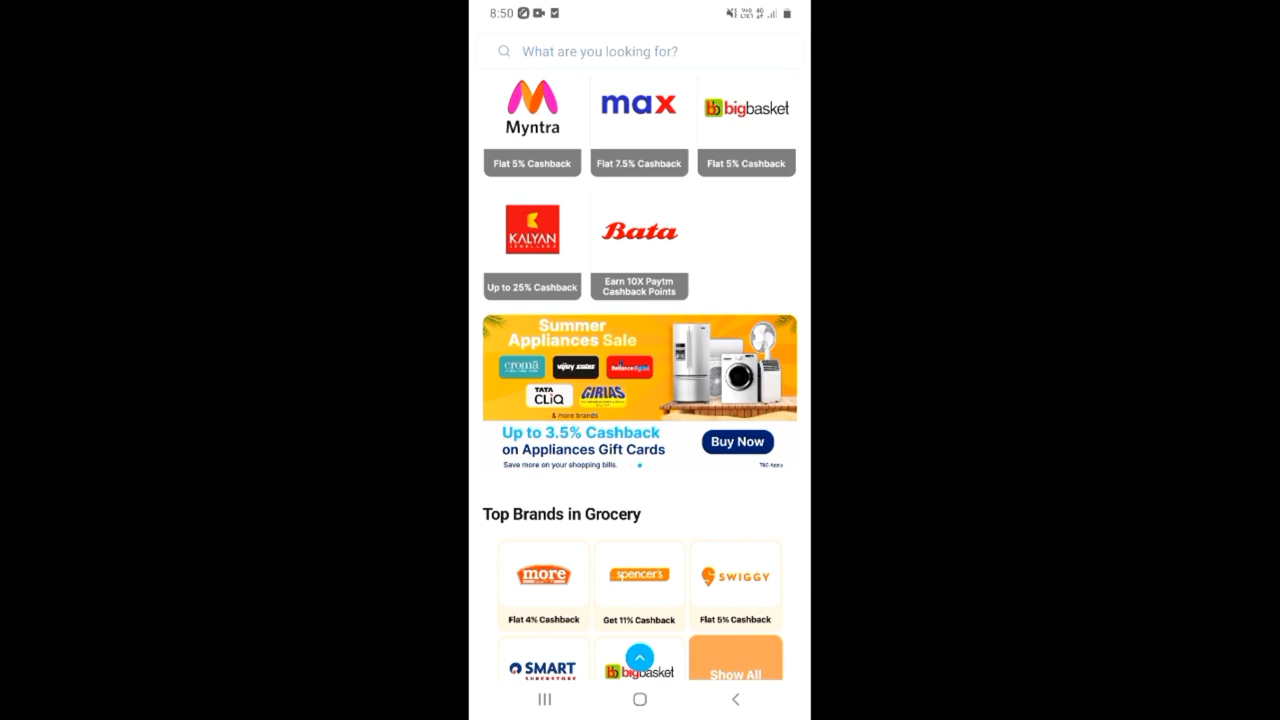 8:50
What are you looking for?
Myntra
max
bigbasket
Flat 5% Cashback
Flat 7.5% Cashback
Flat 5% Cashback
KALYAN
JEWELLERS
Bata
Up to 25% Cashback
Earn 10X Paytm
Cashback Points
Summer
Appliances Sale
croma
vijay sales
Reliance digital
TATA
CLiQ
GIRIAS
& more brands
Up to 3.5% Cashback
on Appliances Gift Cards
Buy Now
Save more on your shopping bills.
T&C Apply
Top Brands in Grocery
more
spencer's
SWIGGY
Flat 4% Cashback
Get 11% Cashback
Flat 5% Cashback
SMART
SUPERSTORE
bigbasket
Show All